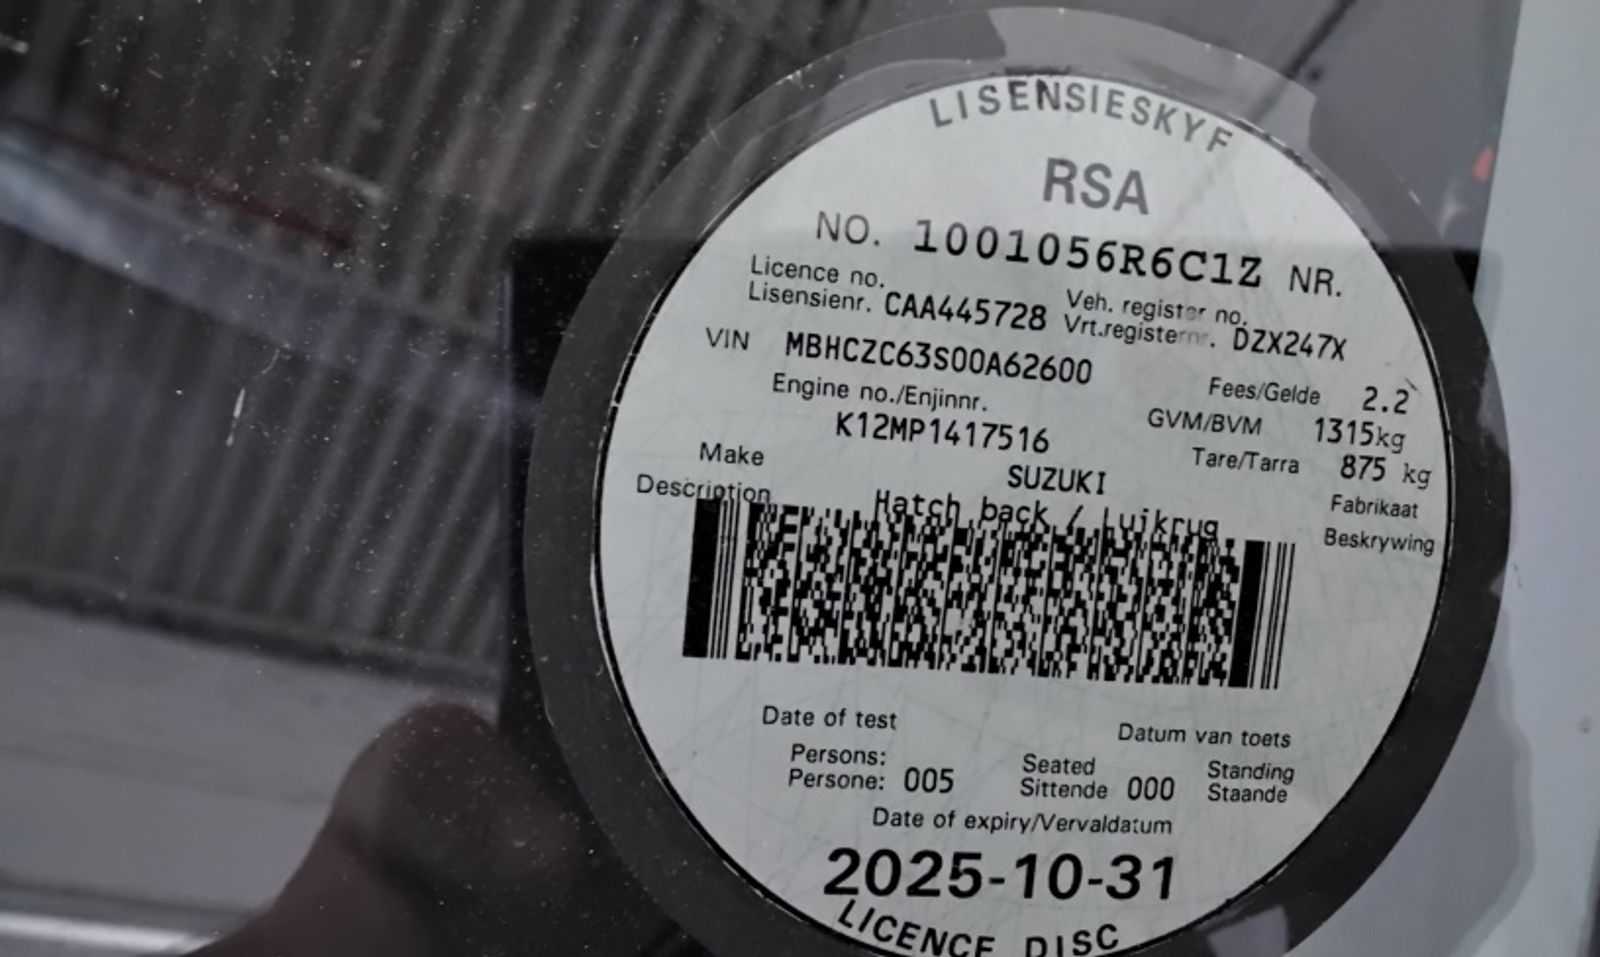 LISENSIESKYF
RSA
NO. 1001056R6C1Z NR.
Licence no.
Lisensienr. CAA445728
Veh. register no.
Vrt.registernr. DZX247X
VIN MBHCZC63S00A62600
Fees/Gelde 2.2
Engine no./Enjinnr.
GVM/BVM 1315kg
K12MP1417516
Tare/Tarra 875 kg
Make SUZUKI Fabrikaat
Description Hatch back / Luikrug Beskrywing
Date of test Datum van toets
Persons: Seated Standing
Persone: 005 Sittende 000 Staande
Date of expiry/Vervaldatum
2025-10-31
LICENCE DISC